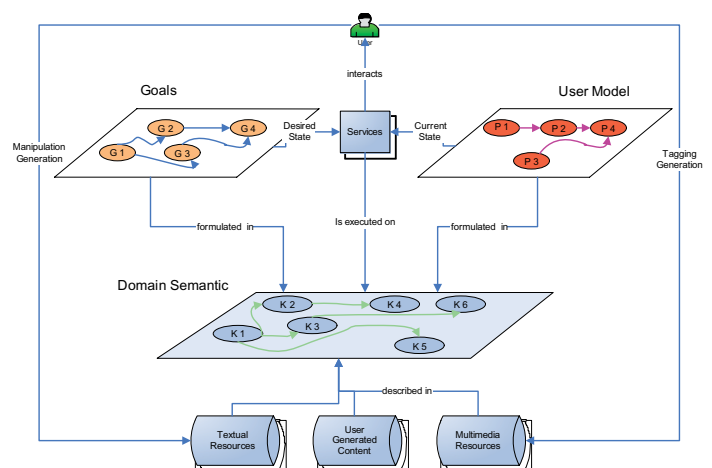 User
interacts
Goals
User Model
G 2
G 4
G 1
G 3
Desired
State
Services
Current
State
P 1
P 2
P 4
P 3
Manipulation
Generation
Tagging
Generation
formulated in
Is executed on
formulated in
Domain Semantic
K 2
K 4
K 6
K 1
K 3
K 5
described in
Textual
Resources
User
Generated
Content
Multimedia
Resources